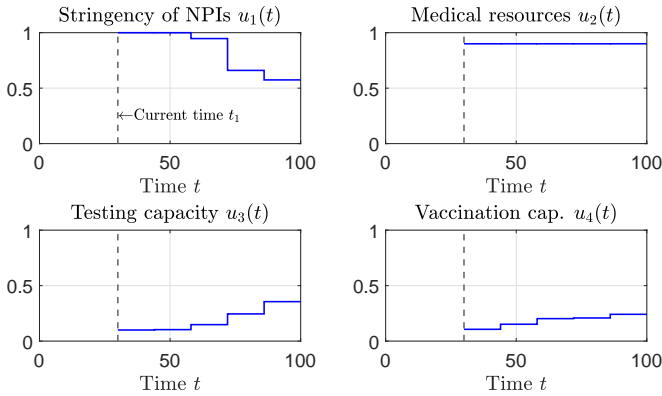 Stringency of NPIs u₁(t)
1
0.5
0
←Current time t₁
0 50 100
Time t
Medical resources u₂(t)
1
0.5
0
0 50 100
Time t
Testing capacity u₃(t)
1
0.5
0
0 50 100
Time t
Vaccination cap. u₄(t)
1
0.5
0
0 50 100
Time t